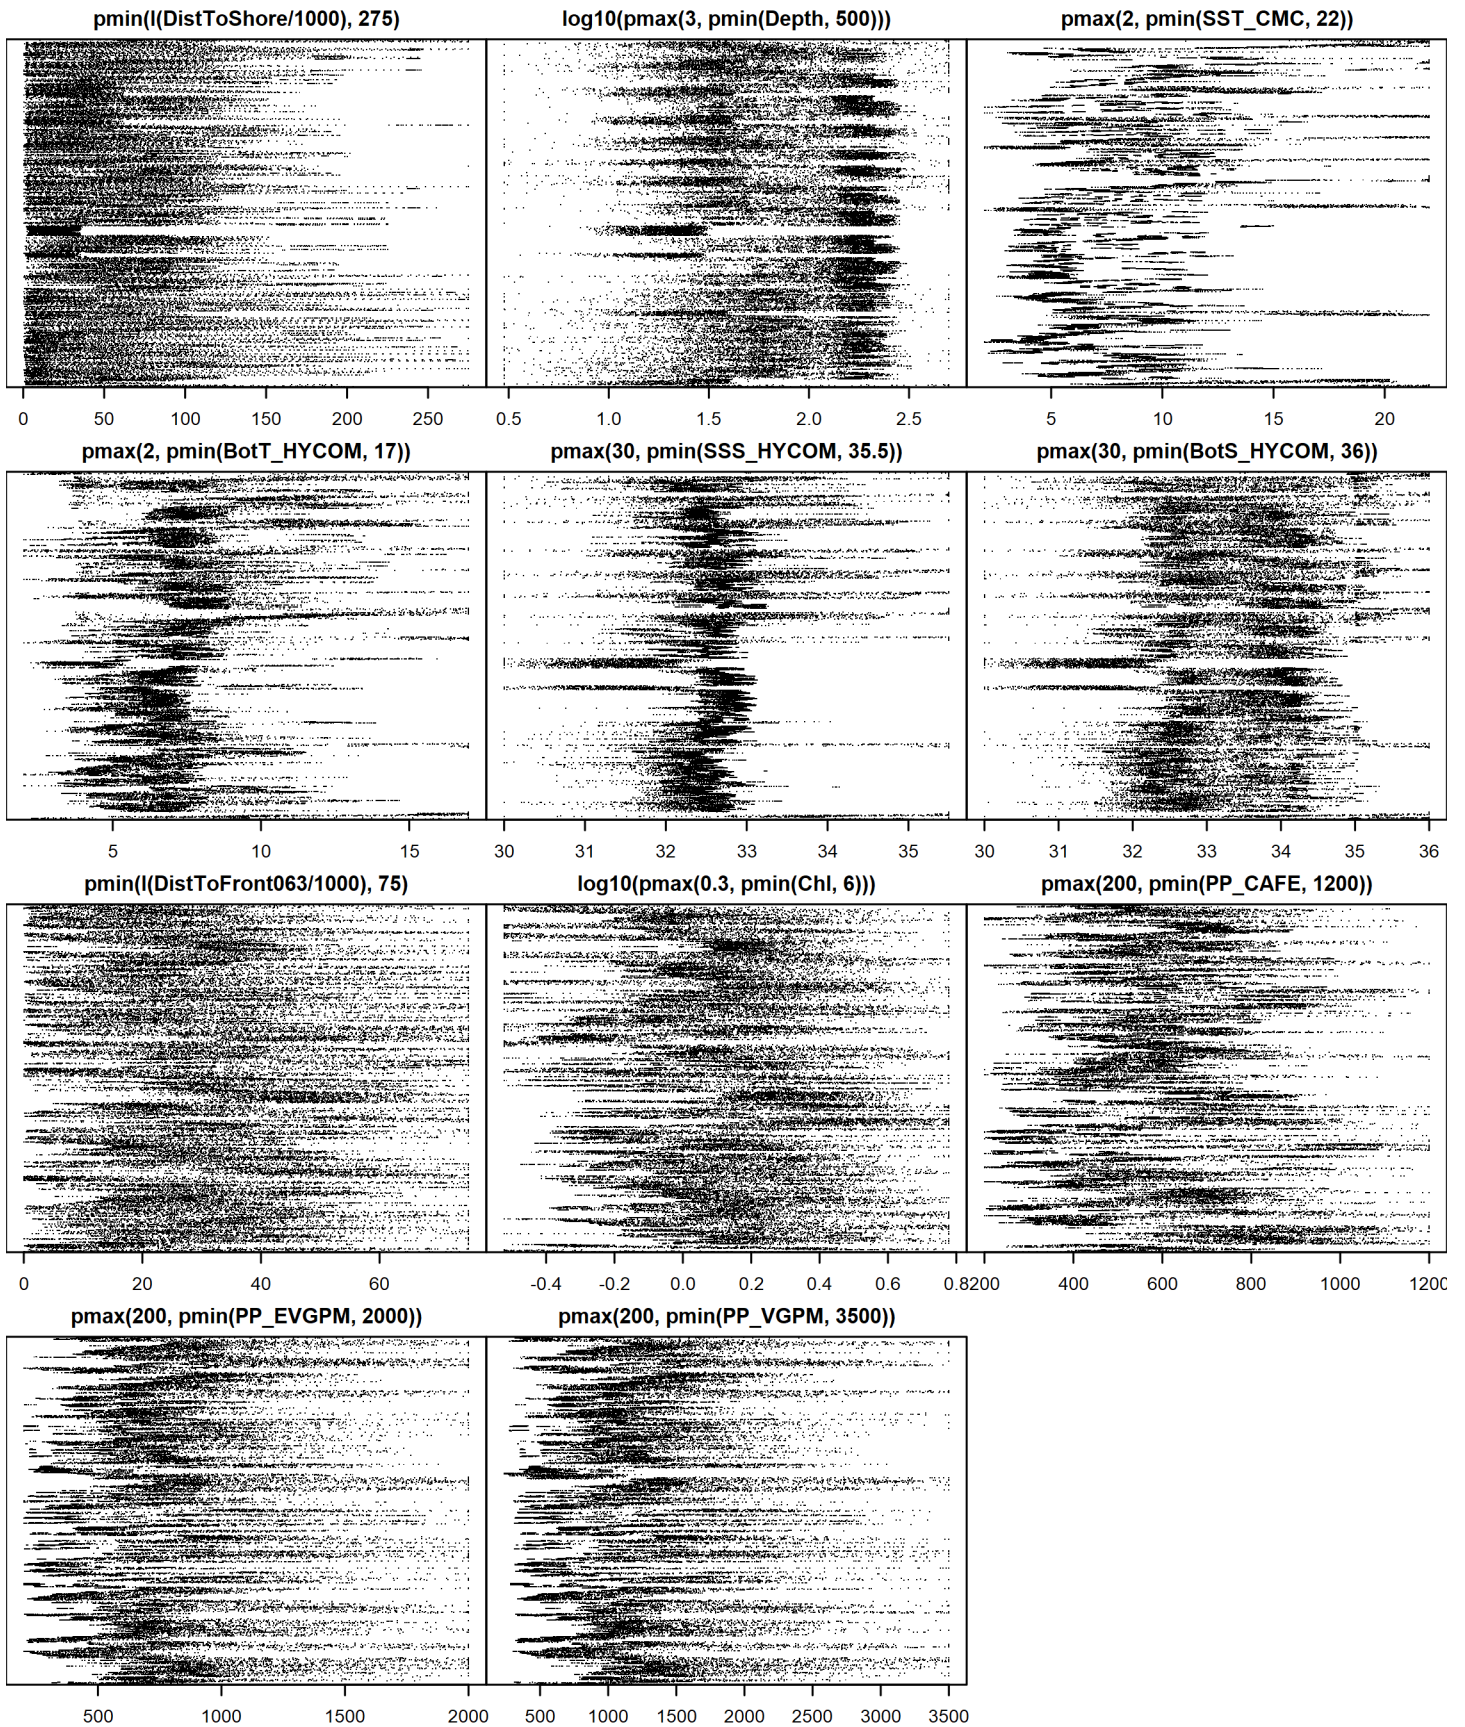 pmin(I(DistToShore/1000), 275) log10(pmax(3, pmin(Depth, 500))) pmax(2, pmin(SST_CMC, 22))
0 50 100 150 200 250 0.5 1.0 1.5 2.0 2.5 5 10 15 20
pmax(2, pmin(BotT_HYCOM, 17)) pmax(30, pmin(SSS_HYCOM, 35.5)) pmax(30, pmin(BotS_HYCOM, 36))
5 10 15 30 31 32 33 34 35 30 31 32 33 34 35 36
pmin(I(DistToFront063/1000), 75) log10(pmax(0.3, pmin(Chl, 6))) pmax(200, pmin(PP_CAFE, 1200))
0 20 40 60 -0.4 -0.2 0.0 0.2 0.4 0.6 0.8 200 400 600 800 1000 1200
pmax(200, pmin(PP_EVGPM, 2000)) pmax(200, pmin(PP_VGPM, 3500))
500 1000 1500 2000 500 1000 1500 2000 2500 3000 3500